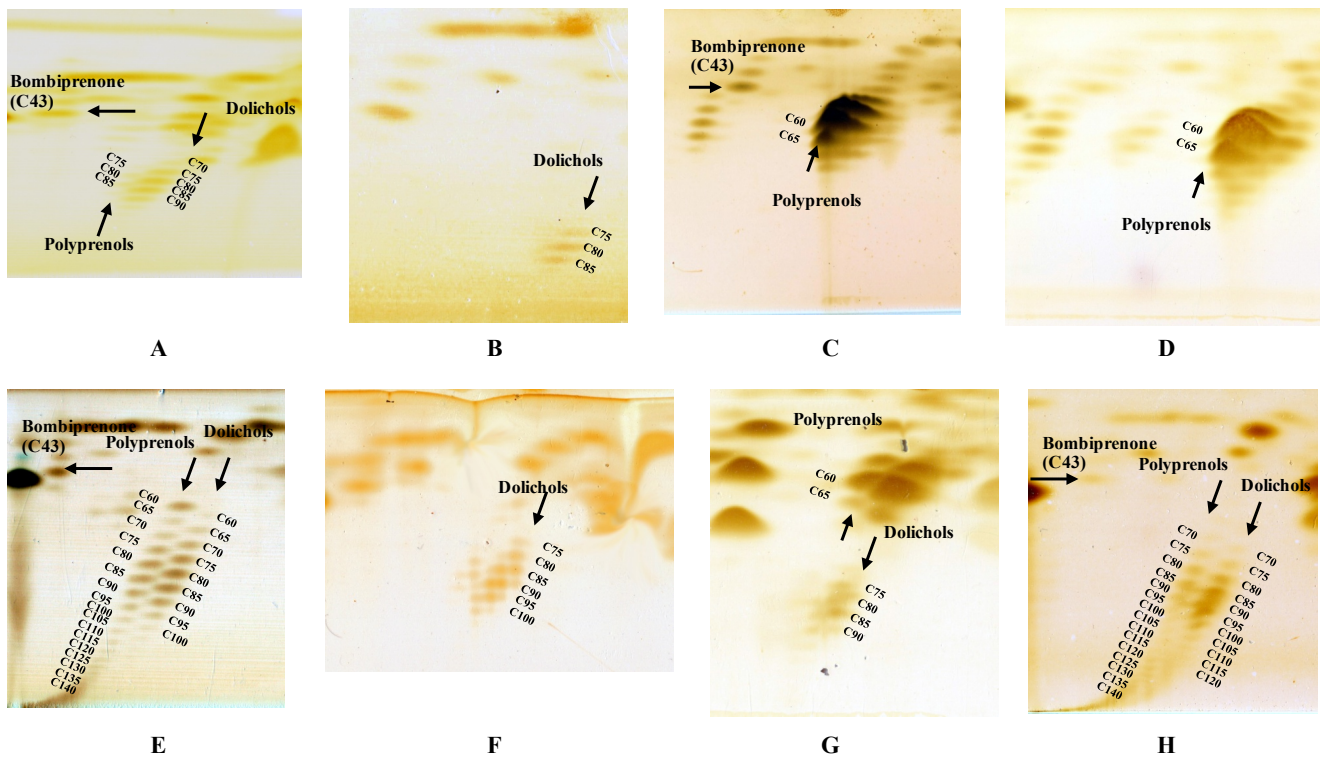 Bombiprenone
(C43)
Dolichols
C75
C80
C85
C70
C75
C80
C85
C90
Polyprenols
A
Dolichols
C75
C80
C85
B
Bombiprenone
(C43)
C60
C65
Polyprenols
C
C60
C65
Polyprenols
D
Bombiprenone
(C43)
Polyprenols
Dolichols
C60
C65
C70
C75
C80
C85
C90
C95
C100
C105
C110
C115
C120
C125
C130
C135
C140
C60
C65
C70
C75
C80
C85
C90
C95
C100
E
Dolichols
C75
C80
C85
C90
C95
C100
F
Polyprenols
C60
C65
Dolichols
C75
C80
C85
C90
G
Bombiprenone
(C43)
Polyprenols
Dolichols
C70
C75
C80
C85
C90
C95
C100
C105
C110
C115
C120
C125
C130
C135
C140
C70
C75
C80
C85
C90
C95
C100
C105
C110
C115
C120
H